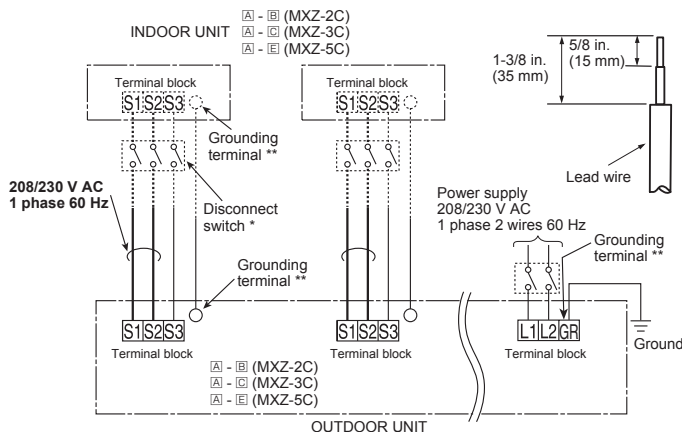 INDOOR UNIT
A - B (MXZ-2C)
A - C (MXZ-3C)
A - E (MXZ-5C)
Terminal block
S1 S2 S3
Grounding
terminal **
Disconnect
switch *
208/230 V AC
1 phase 60 Hz
Grounding
terminal **
S1 S2 S3
Terminal block
Terminal block
S1 S2 S3
S1 S2 S3
Terminal block
A - B (MXZ-2C)
A - C (MXZ-3C)
A - E (MXZ-5C)
1-3/8 in.
(35 mm)
5/8 in.
(15 mm)
Lead wire
Power supply
208/230 V AC
1 phase 2 wires 60 Hz
Grounding
terminal **
L1 L2 GR
Terminal block
Ground
OUTDOOR UNIT